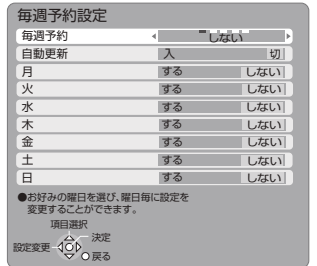 毎週予約設定
毎週予約 しない
自動更新 入 切
月 する しない
火 する しない
水 する しない
木 する しない
金 する しない
土 する しない
日 する しない
●お好みの曜日を選び、曜日毎に設定を
変更することができます。
項目選択
決定
設定変更
戻る